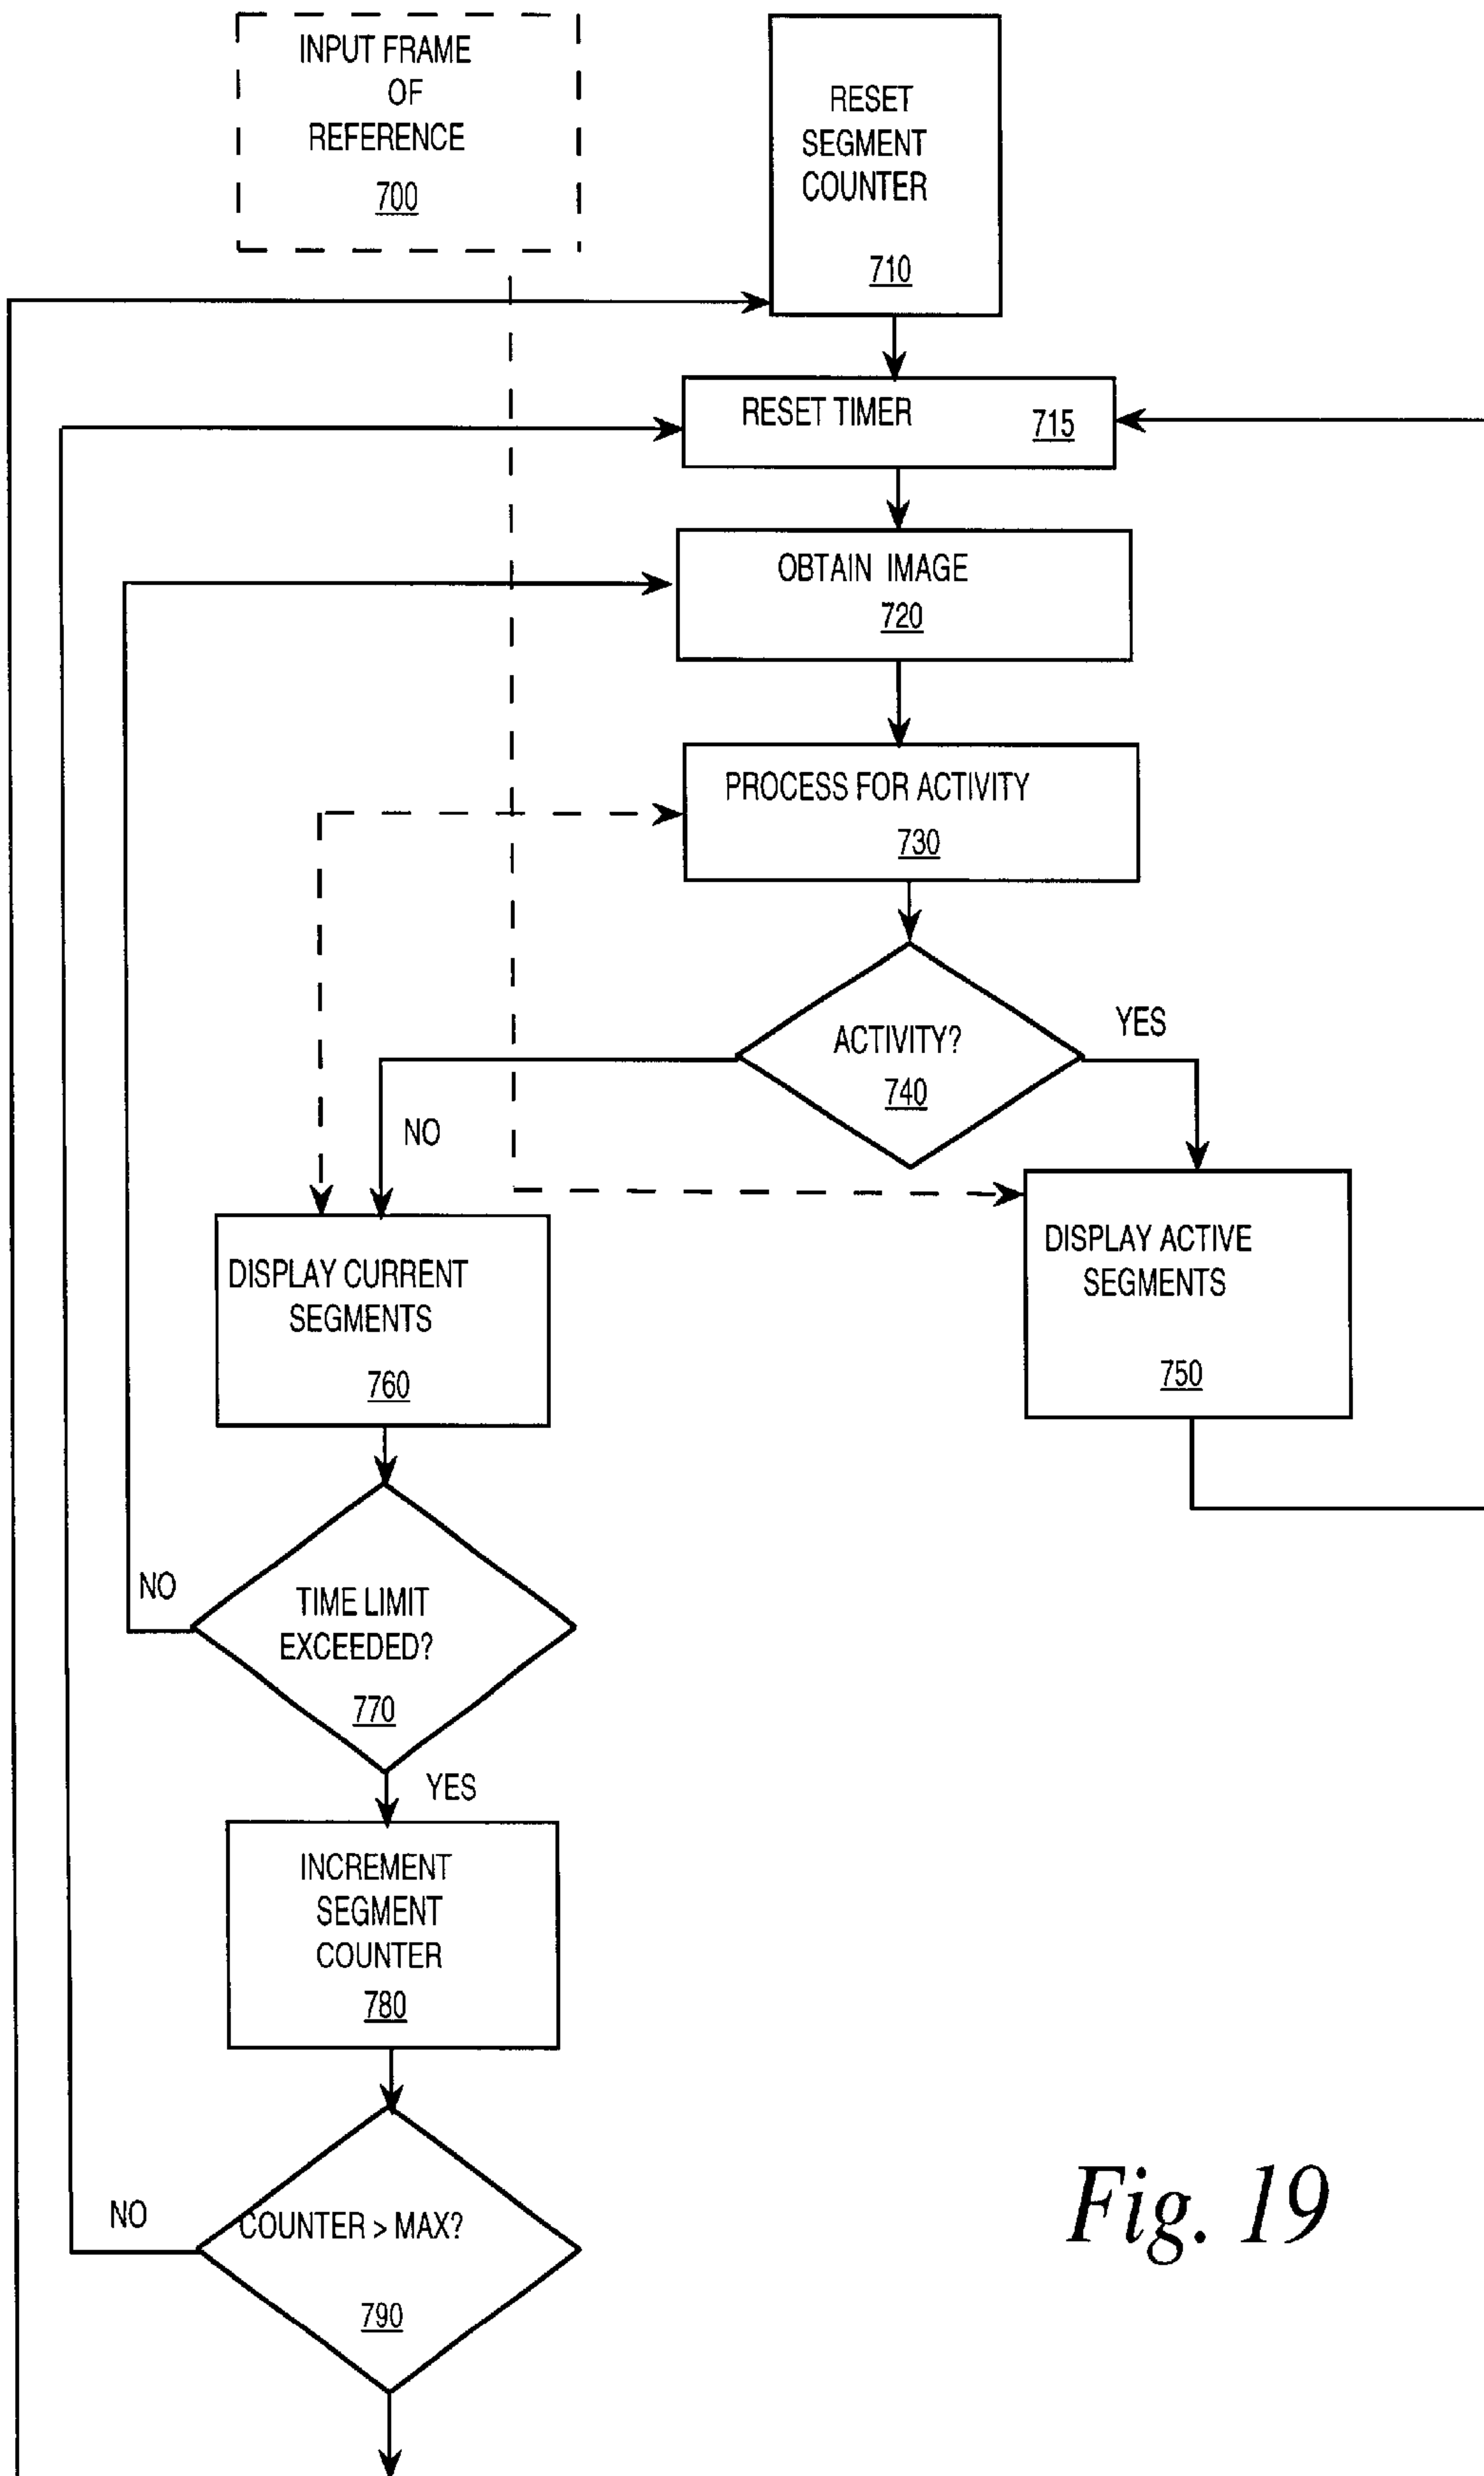 INPUT FRAME
OF
REFERENCE
700
RESET
SEGMENT
COUNTER
710
RESET TIMER 715
OBTAIN IMAGE
720
PROCESS FOR ACTIVITY
730
ACTIVITY?
740
YES
NO
DISPLAY ACTIVE
SEGMENTS
750
DISPLAY CURRENT
SEGMENTS
760
NO
TIME LIMIT
EXCEEDED?
770
YES
INCREMENT
SEGMENT
COUNTER
780
NO
COUNTER > MAX?
790
Fig. 19